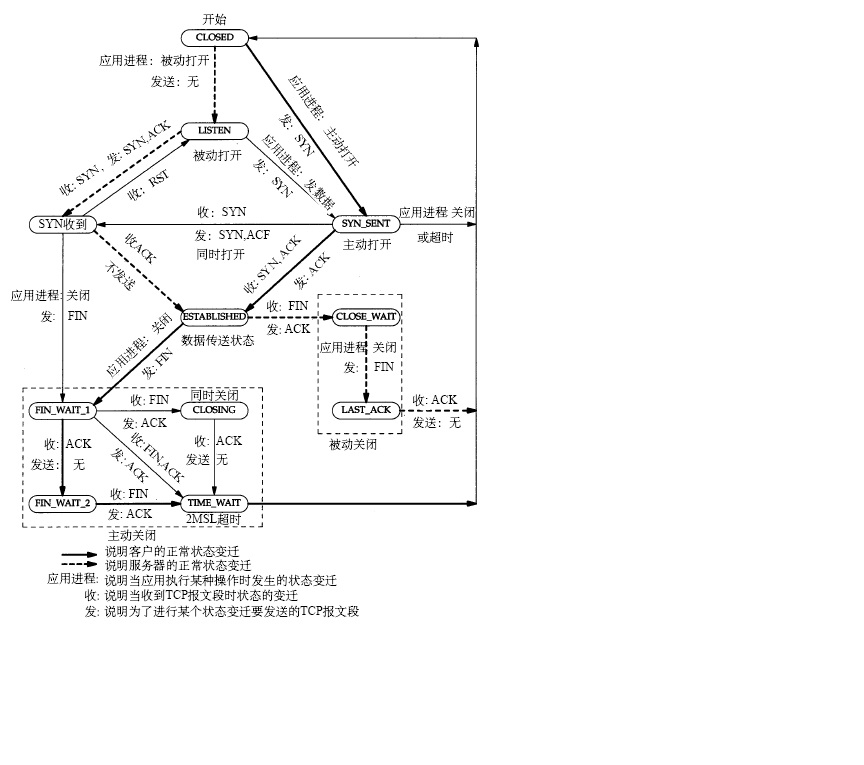 开始
CLOSED
应用进程：被动打开
发送：无
应用进程：主动打开
发：SYN
LISTEN
被动打开
收: SYN，发: SYN,ACK
收：RST
应用进程：发数据
发：SYN
SYN收到
收：SYN
发：SYN,ACF
同时打开
SYN_SENT
主动打开
应用进程:关闭
或超时
收ACK
不发送
收: SYN,ACK
发: ACK
应用进程:关闭
发: FIN
ESTABLISHED
数据传送状态
收: FIN
发: ACK
CLOSE_WAIT
应用进程:关闭
发: FIN
应用进程：关闭
发: FIN
FIN_WAIT_1
收: FIN
发: ACK
同时关闭
CLOSING
LAST_ACK
收: ACK
发送：无
被动关闭
收: ACK
发送：无
收: FIN,ACK
发: ACK
收: ACK
发送 无
FIN_WAIT_2
收: FIN
发: ACK
TIME_WAIT
2MSL超时
主动关闭
说明客户的正常状态变迁
说明服务器的正常状态变迁
应用进程: 说明当应用执行某种操作时发生的状态变迁
收: 说明当收到TCP报文段时状态的变迁
发: 说明为了进行某个状态变迁要发送的TCP报文段